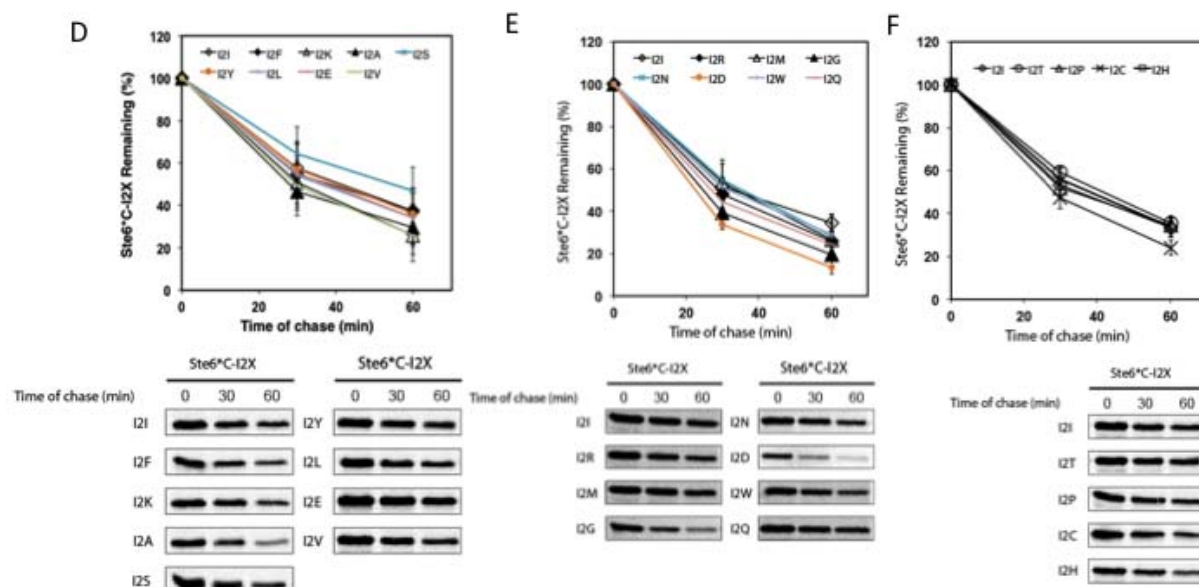 D
Ste6*C-I2X Remaining (%)
120
100
80
60
40
20
0
I2I I2F I2K I2A I2S
I2Y I2L I2E I2V
0 20 40 60
Time of chase (min)
Ste6*C-I2X Ste6*C-I2X
Time of chase (min) 0 30 60 0 30 60
I2I I2Y
I2F I2L
I2K I2E
I2A I2V
I2S
E
Ste6*C-I2X Remaining (%)
120
100
80
60
40
20
0
I2I I2R I2M I2G
I2N I2D I2W I2Q
0 20 40 60
Time of chase (min)
Ste6*C-I2X Ste6*C-I2X
Time of chase (min) 0 30 60 0 30 60
I2I I2N
I2R I2D
I2M I2W
I2G I2Q
F
Ste6*C-I2X Remaining (%)
120
100
80
60
40
20
0
I2I I2T I2P I2C I2H
0 20 40 60
Time of chase (min)
Ste6*C-I2X
Time of chase (min) 0 30 60
I2I
I2T
I2P
I2C
I2H